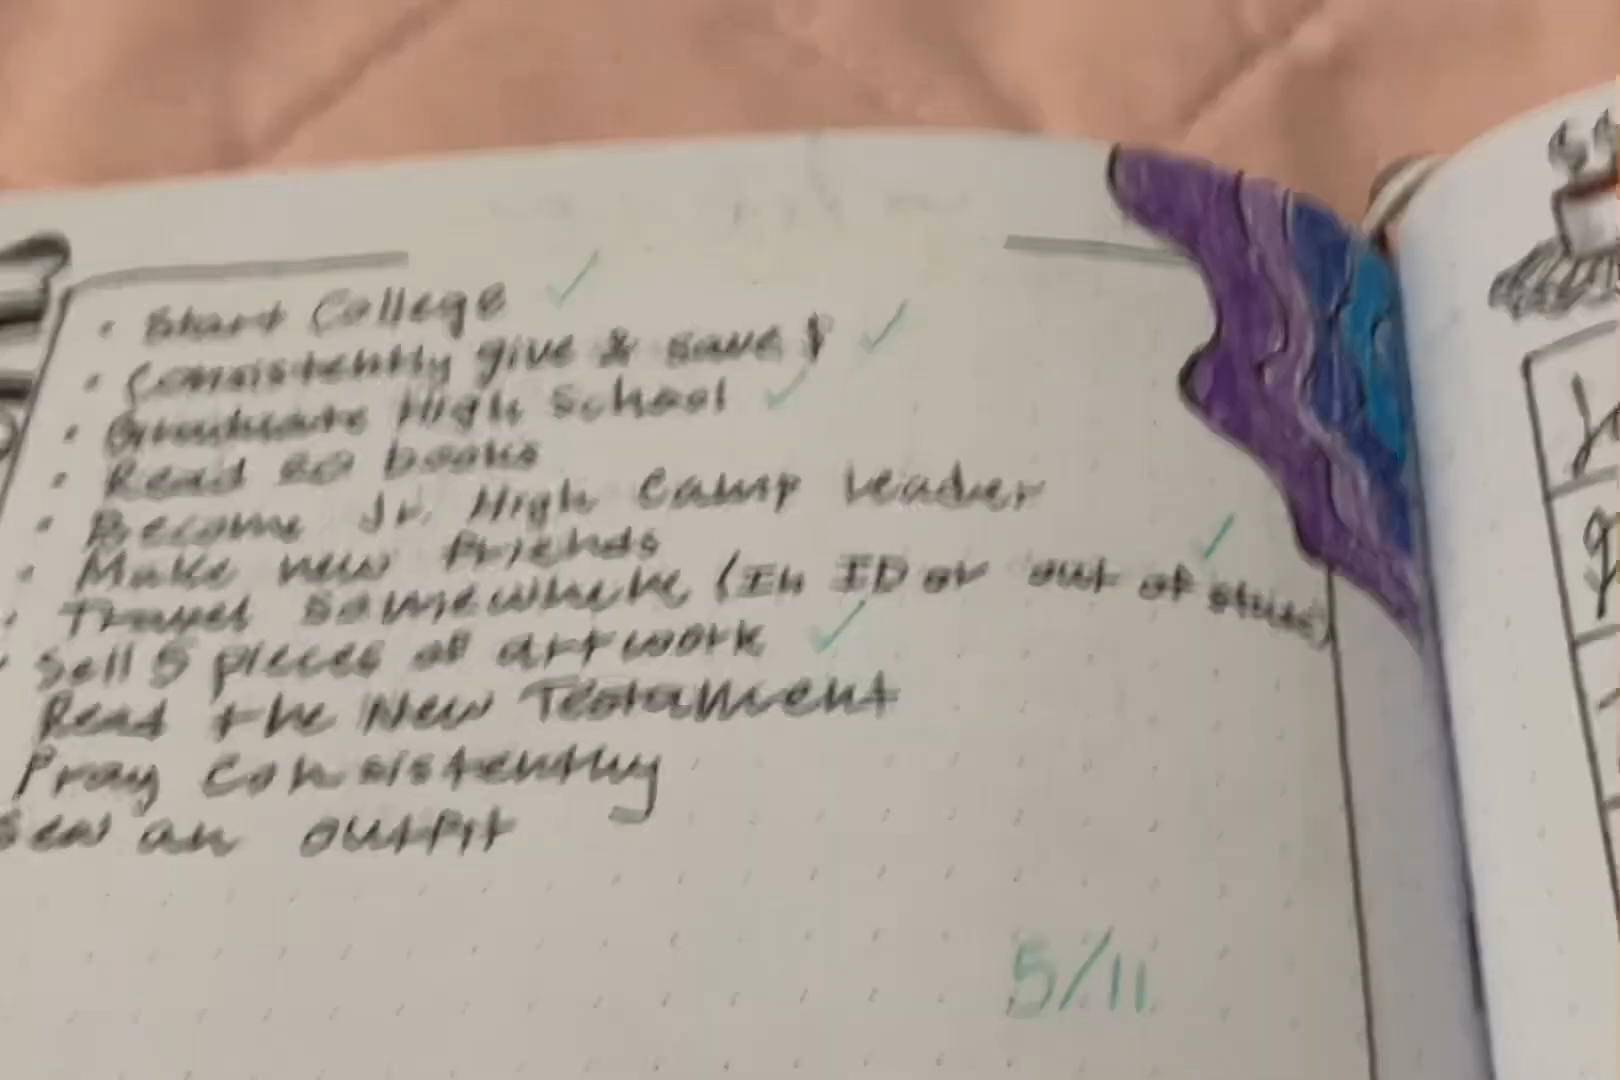 • Start College ✓
• Consistently give & save $ ✓
• Graduate High School ✓
• Read 20 books
• Become Jr. High Camp Leader
• Make new friends
• Travel somewhere (In ID or out of state) ✓
• Sell 5 pieces of artwork ✓
Read the New Testament
Pray consistently
Sew an outfit
5/11